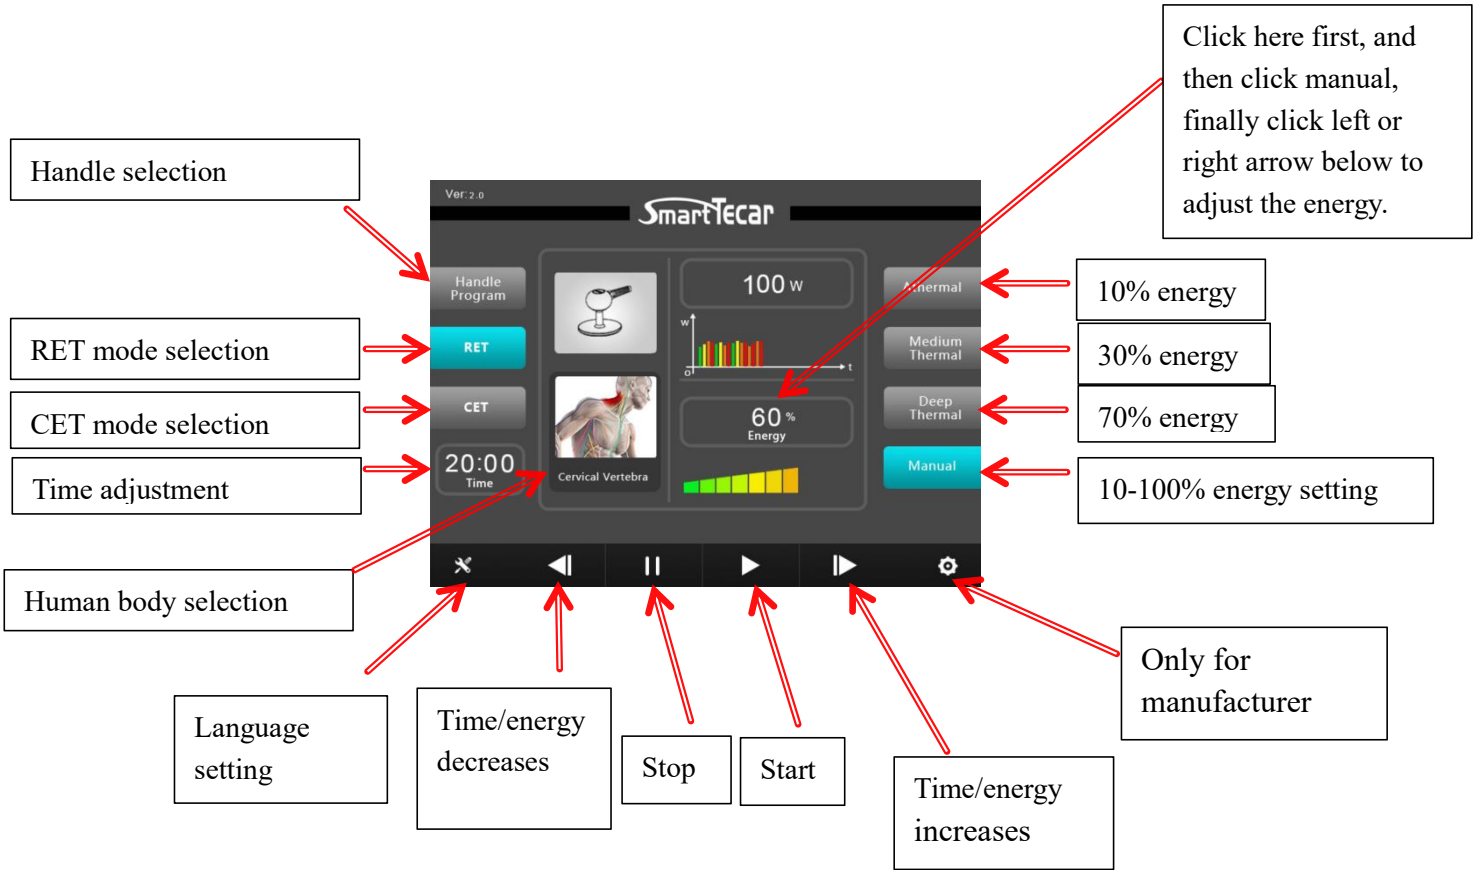 Click here first, and
then click manual,
finally click left or
right arrow below to
adjust the energy.
Handle selection
RET mode selection
CET mode selection
Time adjustment
Human body selection
Ver: 2.0
SmartTecar
Handle
Program
RET
CET
20:00
Time
100 W
w
o
t
60 %
Energy
Cervical Vertebra
Athermal
Medium
Thermal
Deep
Thermal
Manual
10% energy
30% energy
70% energy
10-100% energy setting
Language
setting
Time/energy
decreases
Stop
Start
Time/energy
increases
Only for
manufacturer